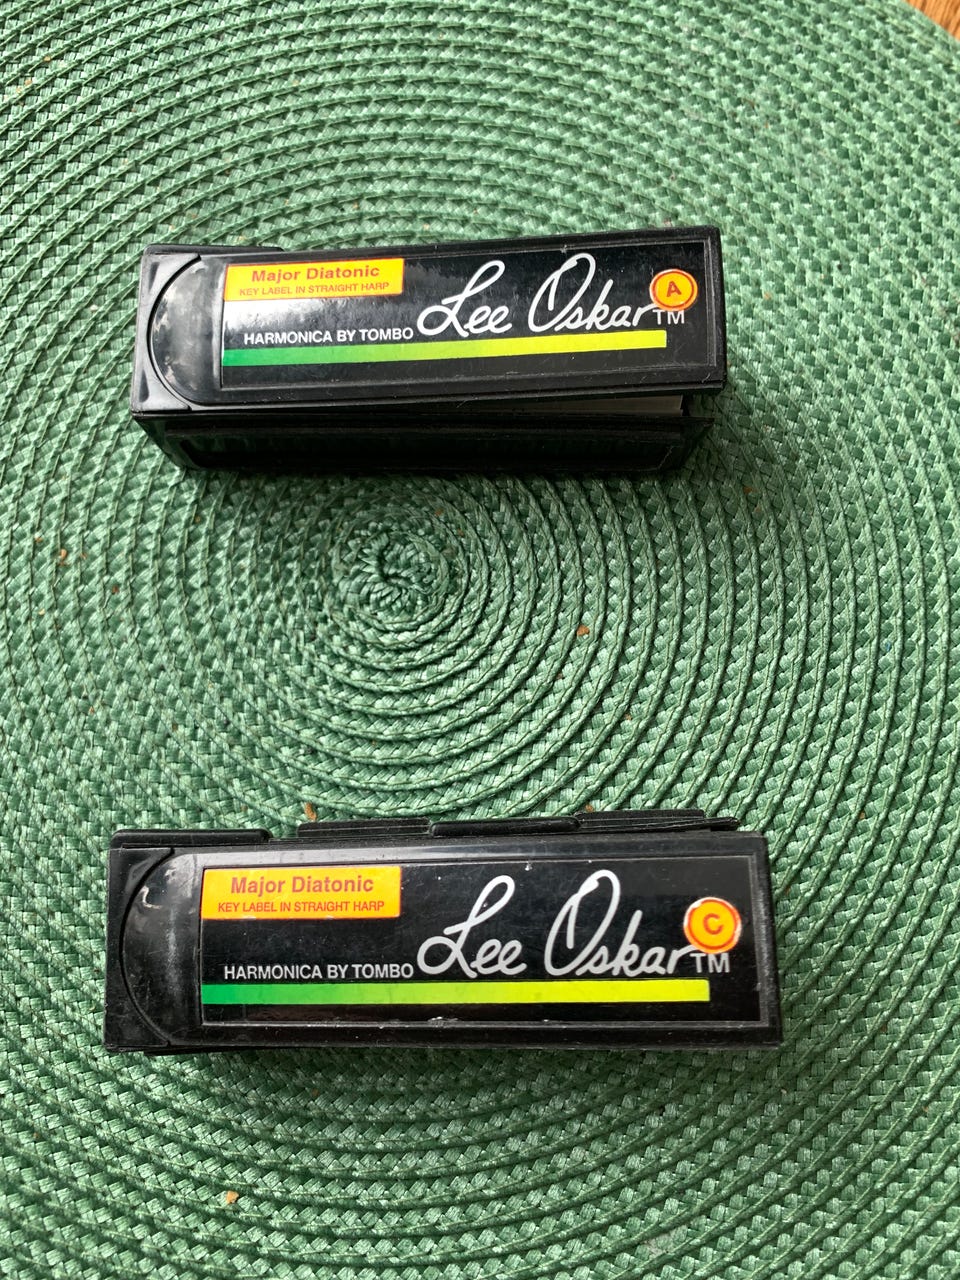 Major Diatonic
KEY LABEL IN STRAIGHT HARP
HARMONICA BY TOMBO Lee Oskar TM
A
Major Diatonic
KEY LABEL IN STRAIGHT HARP
HARMONICA BY TOMBO Lee Oskar TM
C